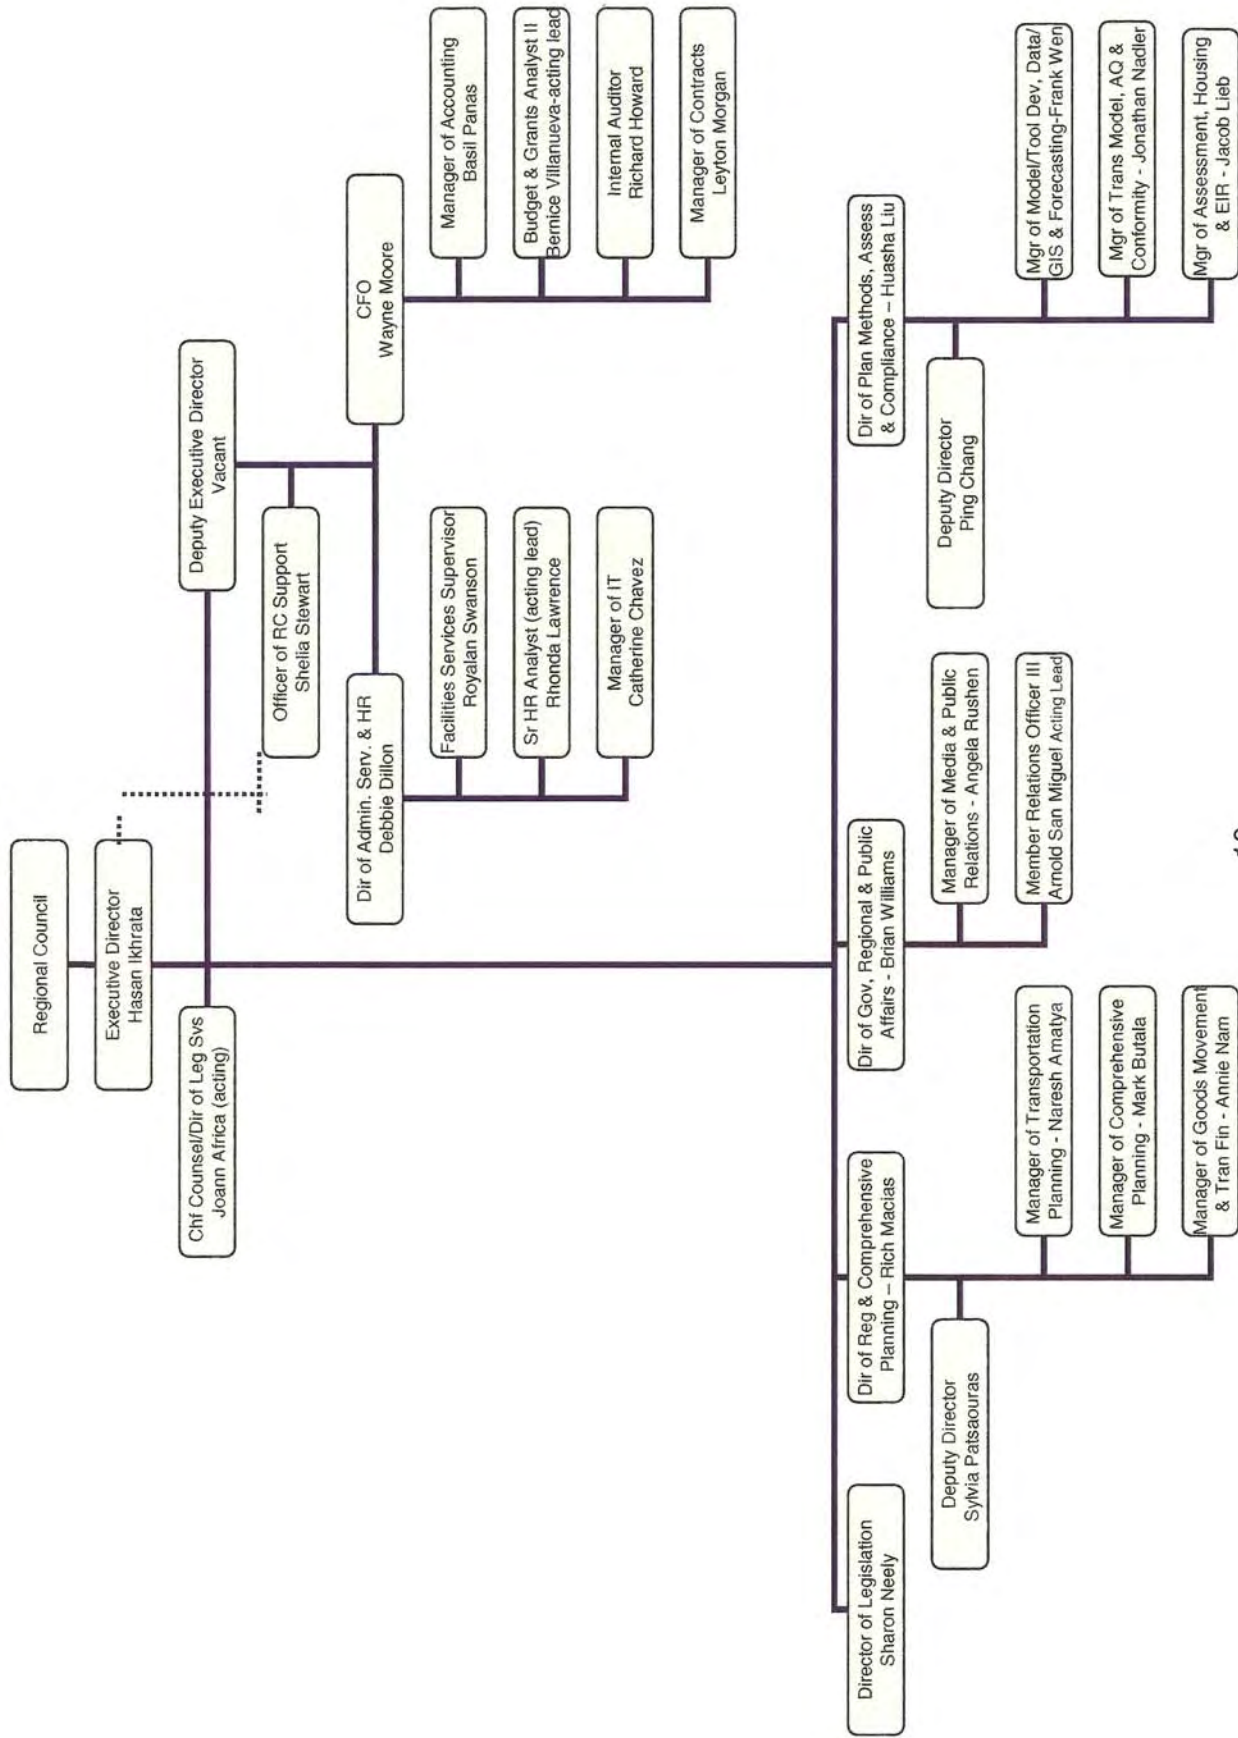 Regional Council
Executive Director
Hasan Ikhrata
Chf Counsel/Dir of Leg Svs
Joann Africa (acting)
Deputy Executive Director
Vacant
Officer of RC Support
Shelia Stewart
Dir of Admin. Serv. & HR
Debbie Dillon
CFO
Wayne Moore
Facilities Services Supervisor
Royalan Swanson
Sr HR Analyst (acting lead)
Rhonda Lawrence
Manager of IT
Catherine Chavez
Manager of Accounting
Basil Panas
Budget & Grants Analyst II
Bernice Villanueva-acting lead
Internal Auditor
Richard Howard
Manager of Contracts
Leyton Morgan
Director of Legislation
Sharon Neely
Dir of Reg & Comprehensive
Planning – Rich Macias
Dir of Gov, Regional & Public
Affairs - Brian Williams
Dir of Plan Methods, Assess
& Compliance – Huasha Liu
Deputy Director
Sylvia Patsaouras
Manager of Transportation
Planning - Naresh Amatya
Manager of Comprehensive
Planning - Mark Butala
Manager of Goods Movement
& Tran Fin - Annie Nam
Manager of Media & Public
Relations - Angela Rushen
Member Relations Officer III
Arnold San Miguel Acting Lead
Deputy Director
Ping Chang
Mgr of Model/Tool Dev, Data/
GIS & Forecasting-Frank Wen
Mgr of Trans Model, AQ &
Conformity - Jonathan Nadler
Mgr of Assessment, Housing
& EIR - Jacob Lieb